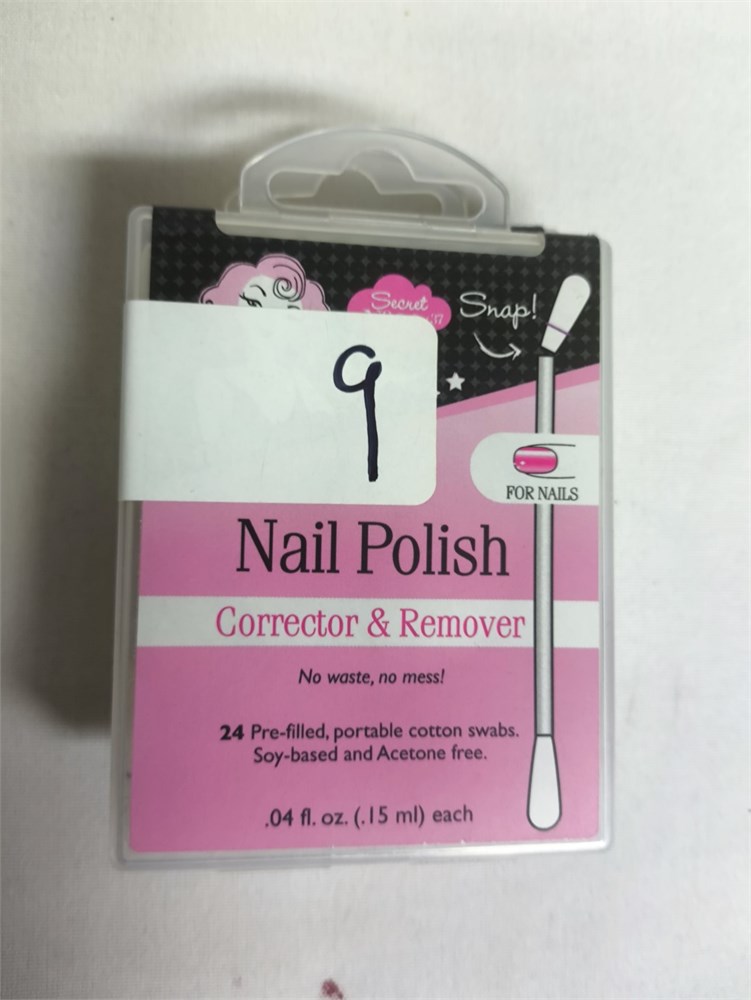 Secret
Snap!
9
FOR NAILS
Nail Polish
Corrector & Remover
No waste, no mess!
24 Pre-filled, portable cotton swabs.
Soy-based and Acetone free.
.04 fl. oz. (.15 ml) each